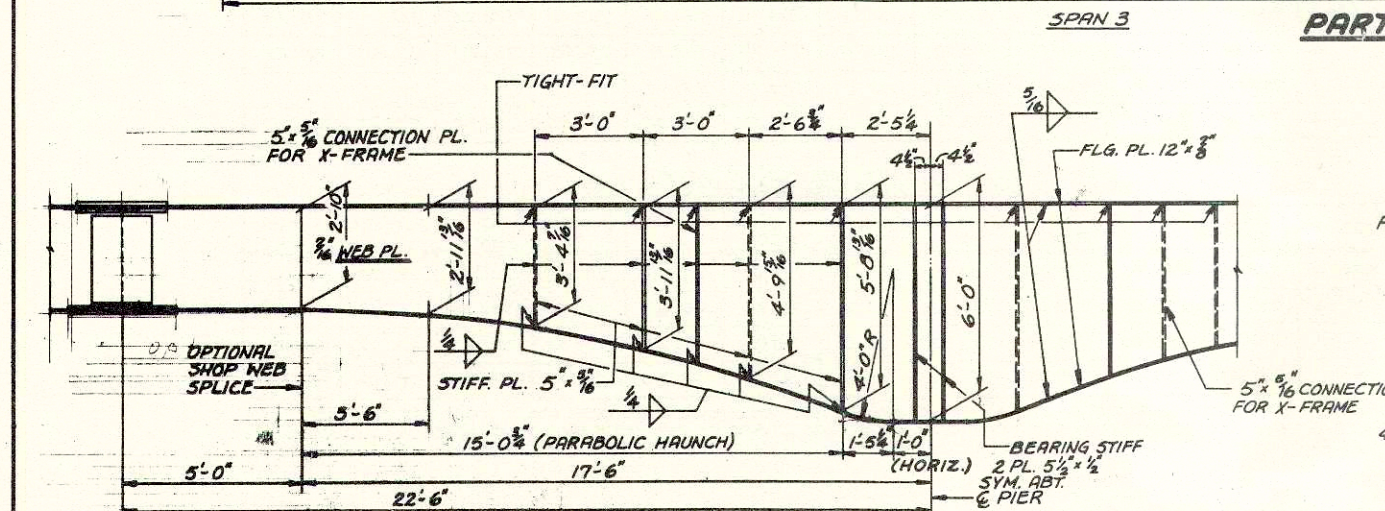 SPAN 3
PART
TIGHT-FIT
5" x 5/16" CONNECTION PL.
FOR X-FRAME
3'-0"
3'-0"
2'-6 3/4"
2'-5 1/4"
4 1/2"
4 1/2"
5/16
FLG. PL. 12" x 7/8"
2'-10"
7/16" WEB PL.
2'-11 13/16"
3'-4 7/16"
3'-11 15/16"
4'-9 15/16"
5'-8 13/16"
6'-0"
4'-0" R
OPTIONAL
SHOP WEB
SPLICE
1/4
STIFF. PL. 5" x 5/16"
1/4
5" x 5/16" CONNECTIO
FOR X-FRAME
5'-6"
15'-0 3/4" (PARABOLIC HAUNCH)
1'-5 1/4"
1'-0"
(HORIZ.)
BEARING STIFF
2 PL. 5 1/2" x 1/2"
SYM. ABT.
℄ PIER
5'-0"
17'-6"
22'-6"